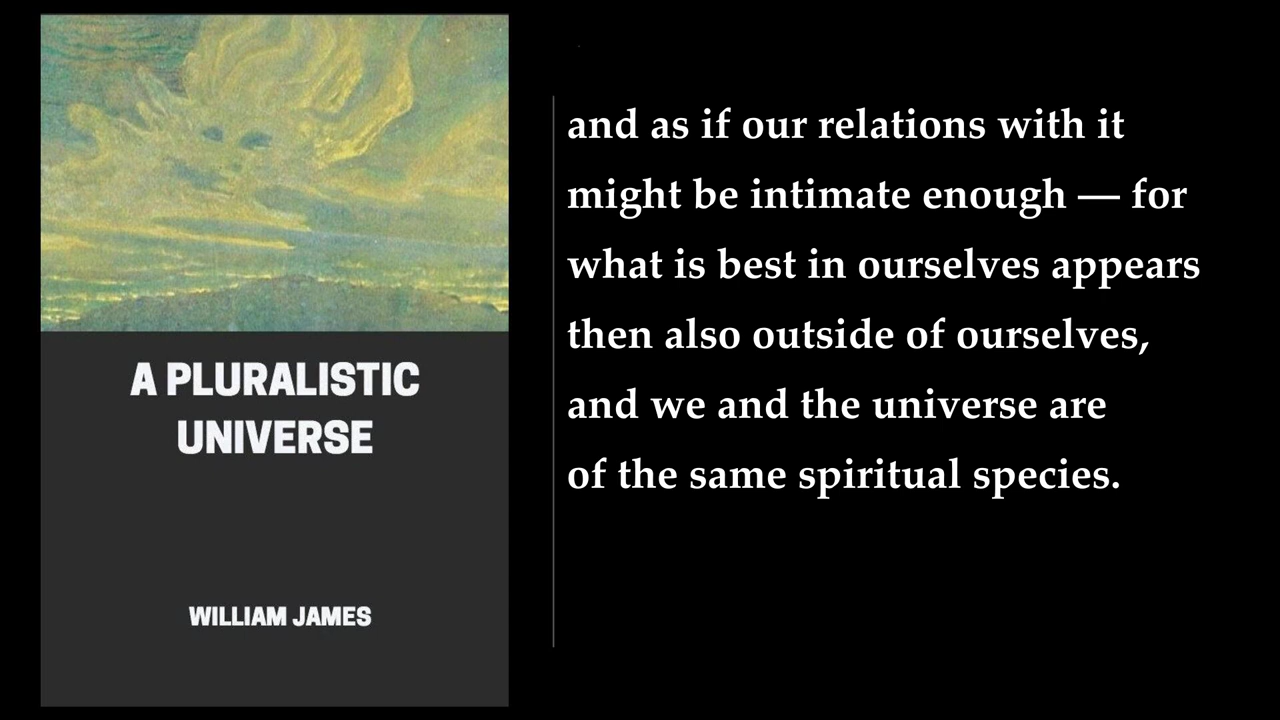 A PLURALISTIC
UNIVERSE
WILLIAM JAMES
and as if our relations with it
might be intimate enough — for
what is best in ourselves appears
then also outside of ourselves,
and we and the universe are
of the same spiritual species.